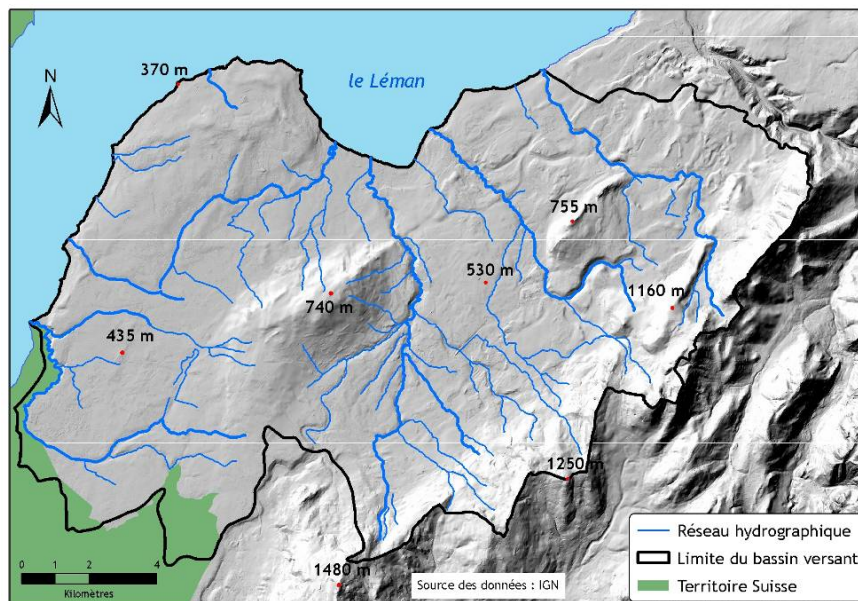 370 m
N
le Léman
755 m
530 m
740 m
1160 m
435 m
1250 m
1480 m
0 1 2 4
Kilomètres
Source des données : IGN
Réseau hydrographique
Limite du bassin versant
Territoire Suisse